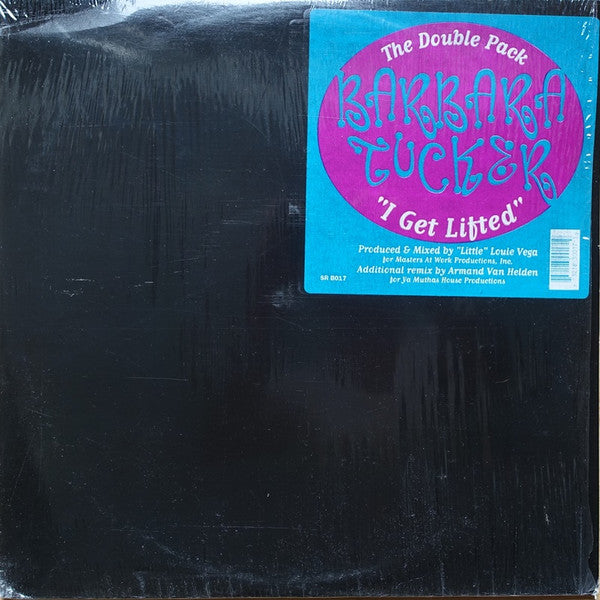 The Double Pack
BARBARA
TUCKER
"I Get Lifted"
Produced & Mixed by "Little" Louie Vega
for Masters At Work Productions, Inc.
Additional remix by Armand Van Helden
for Ya Muthas House Productions
SR B017